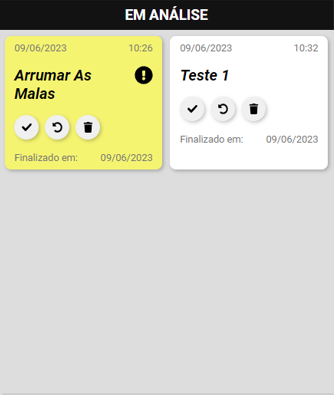 EM ANÁLISE
09/06/2023 10:26
Arrumar As
Malas
Finalizado em: 09/06/2023
09/06/2023 10:32
Teste 1
Finalizado em: 09/06/2023